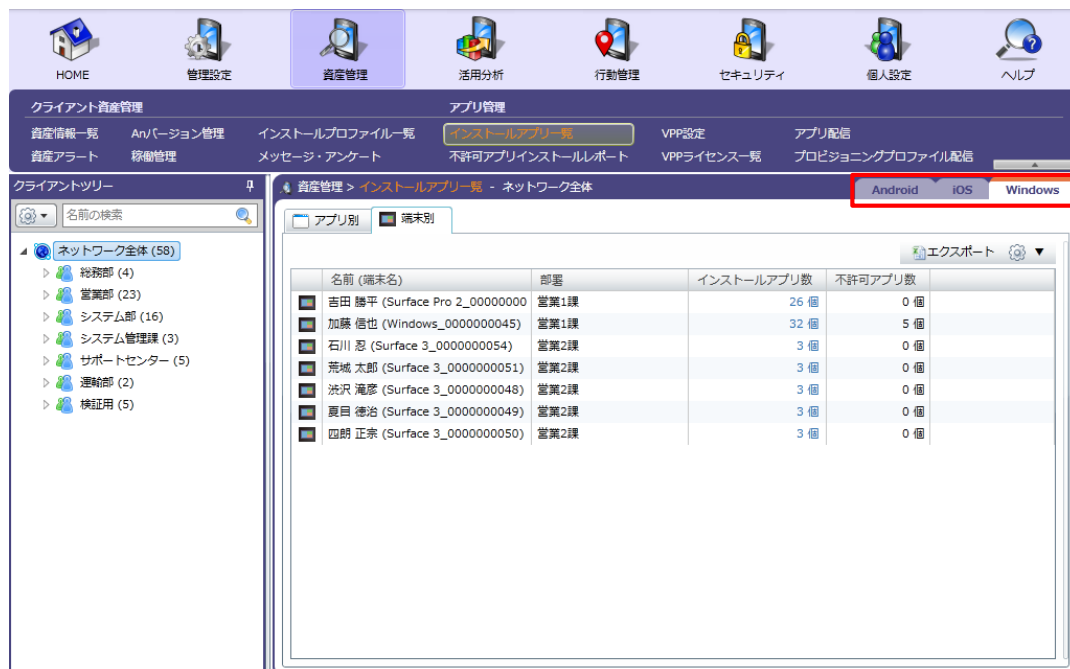 HOME 管理設定 資産管理 活用分析 行動管理 セキュリティ 個人設定 ヘルプ
クライアント資産管理 アプリ管理
資産情報一覧 Anバージョン管理 インストールプロファイル一覧 インストールアプリ一覧 VPP設定 アプリ配信
資産アラート 稼働管理 メッセージ・アンケート 不許可アプリインストールレポート VPPライセンス一覧 プロビジョニングプロファイル配信
クライアントツリー
資産管理 > インストールアプリ一覧 - ネットワーク全体
Android iOS Windows
名前の検索
アプリ別 端末別
ネットワーク全体 (58)
総務部 (4)
営業部 (23)
システム部 (16)
システム管理課 (3)
サポートセンター (5)
運輸部 (2)
検証用 (5)
エクスポート
名前 (端末名) 部署 インストールアプリ数 不許可アプリ数
吉田 勝平 (Surface Pro 2_00000000 営業1課 26 個 0 個
加藤 信也 (Windows_0000000045) 営業1課 32 個 5 個
石川 忍 (Surface 3_0000000054) 営業2課 3 個 0 個
荒城 太郎 (Surface 3_0000000051) 営業2課 3 個 0 個
渋沢 滝彦 (Surface 3_0000000048) 営業2課 3 個 0 個
夏目 徳治 (Surface 3_0000000049) 営業2課 3 個 0 個
四朗 正宗 (Surface 3_0000000050) 営業2課 3 個 0 個